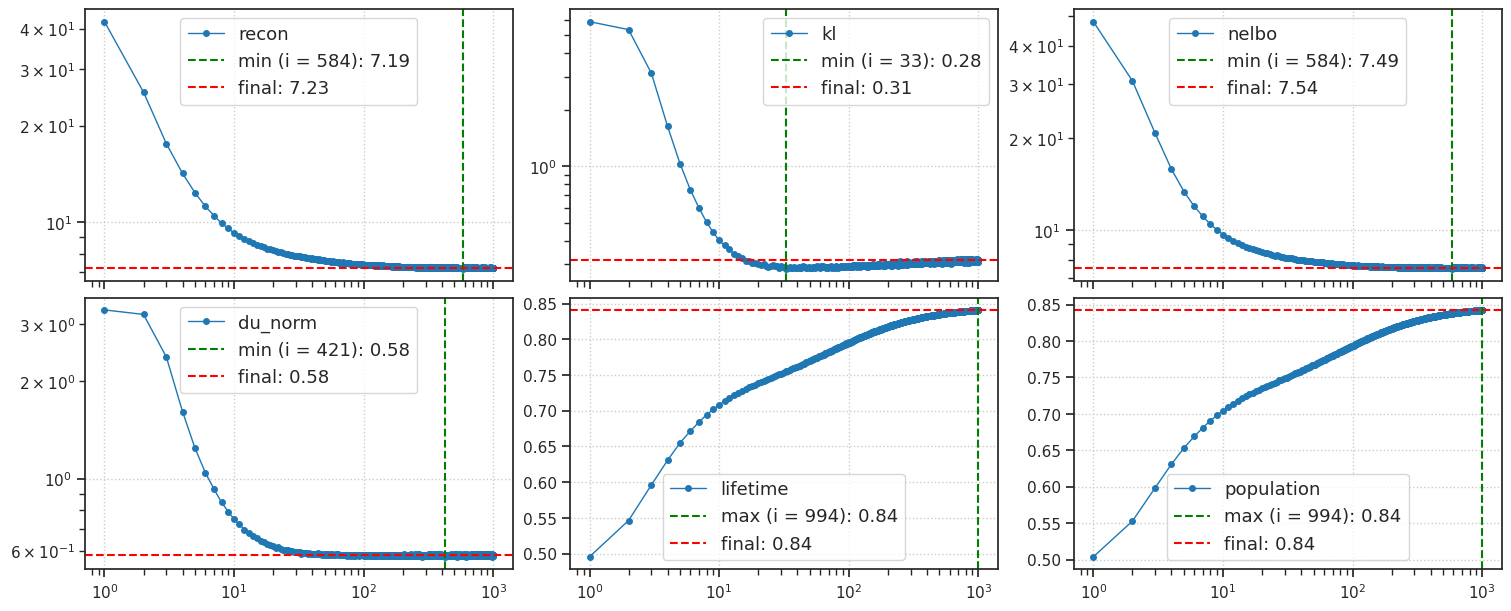 4 × 10¹
3 × 10¹
2 × 10¹
10¹
recon
min (i = 584): 7.19
final: 7.23
10⁰
kl
min (i = 33): 0.28
final: 0.31
4 × 10¹
3 × 10¹
2 × 10¹
10¹
nelbo
min (i = 584): 7.49
final: 7.54
3 × 10⁰
2 × 10⁰
10⁰
6 × 10⁻¹
du_norm
min (i = 421): 0.58
final: 0.58
10⁰ 10¹ 10² 10³
0.85
0.80
0.75
0.70
0.65
0.60
0.55
0.50
lifetime
max (i = 994): 0.84
final: 0.84
10⁰ 10¹ 10² 10³
0.85
0.80
0.75
0.70
0.65
0.60
0.55
0.50
population
max (i = 994): 0.84
final: 0.84
10⁰ 10¹ 10² 10³